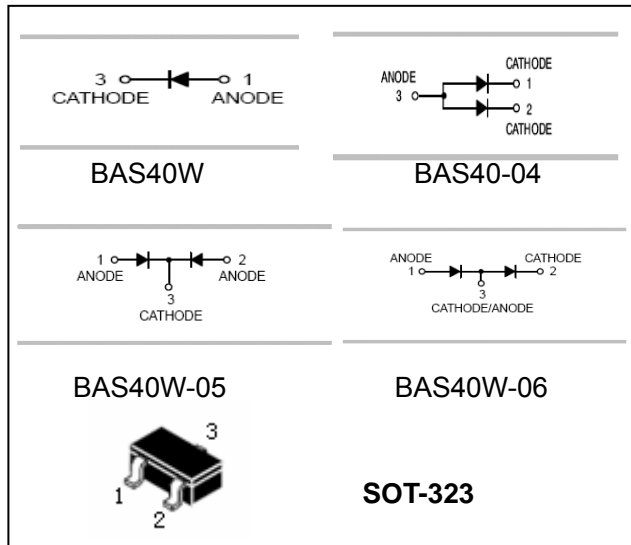 3 1
CATHODE ANODE
BAS40W
CATHODE
ANODE
1
3
2
CATHODE
BAS40-04
1 2
ANODE ANODE
3
CATHODE
BAS40W-05
ANODE CATHODE
1 2
3
CATHODE/ANODE
BAS40W-06
3
1
2
SOT-323